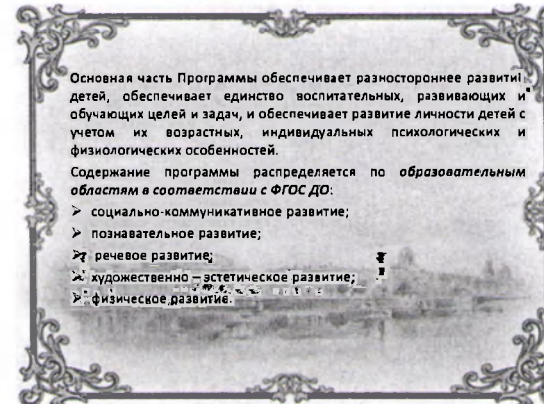 Основная часть Программы обеспечивает разностороннее развити
детей, обеспечивает единство воспитательных, развивающих и
обучающих целей и задач, и обеспечивает развитие личности детей с
учетом их возрастных, индивидуальных психологических и
физиологических особенностей.
Содержание программы распределяется по образовательным
областям в соответствии с ФГОС ДО:
➢ социально-коммуникативное развитие;
➢ познавательное развитие;
➢ речевое развитие;
➢ художественно – эстетическое развитие;
➢ физическое развитие.